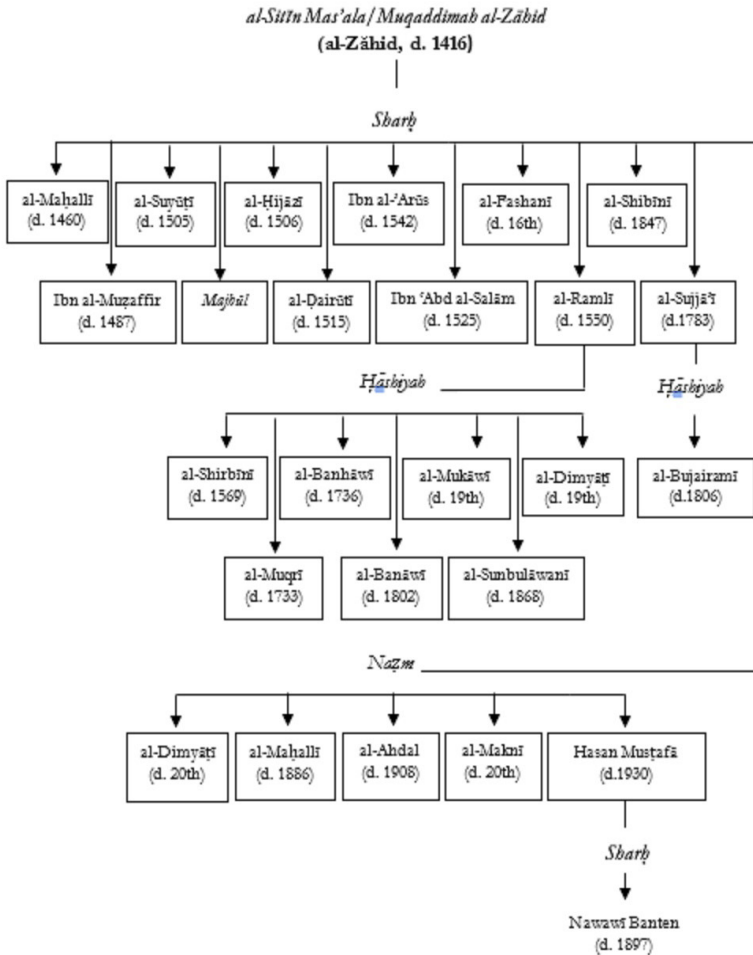 al-Sitīn Mas'ala/Muqaddimah al-Zāhid
(al-Zăhid, d. 1416)
Sharḥ
al-Maḥallī
(d. 1460)
al-Suyūṭī
(d. 1505)
al-Ḥijāzī
(d. 1506)
Ibn al-'Arūs
(d. 1542)
al-Fashanī
(d. 16th)
al-Shibīnī
(d. 1847)
Ibn al-Muẓaffir
(d. 1487)
Majhūl
al-Ḍairūtī
(d. 1515)
Ibn ʿAbd al-Salām
(d. 1525)
al-Ramlī
(d. 1550)
al-Sujjā'ī
(d.1783)
Ḥāshiyah
Ḥāshiyah
al-Shirbīnī
(d. 1569)
al-Banhāwī
(d. 1736)
al-Mukāwī
(d. 19th)
al-Dimyāṭī
(d. 19th)
al-Bujairamī
(d.1806)
al-Muqrī
(d. 1733)
al-Banāwī
(d. 1802)
al-Sunbulāwanī
(d. 1868)
Naẓm
al-Dimyāṭī
(d. 20th)
al-Maḥallī
(d. 1886)
al-Ahdal
(d. 1908)
al-Maknī
(d. 20th)
Hasan Muṣṭafā
(d.1930)
Sharḥ
Nawawī Banten
(d. 1897)